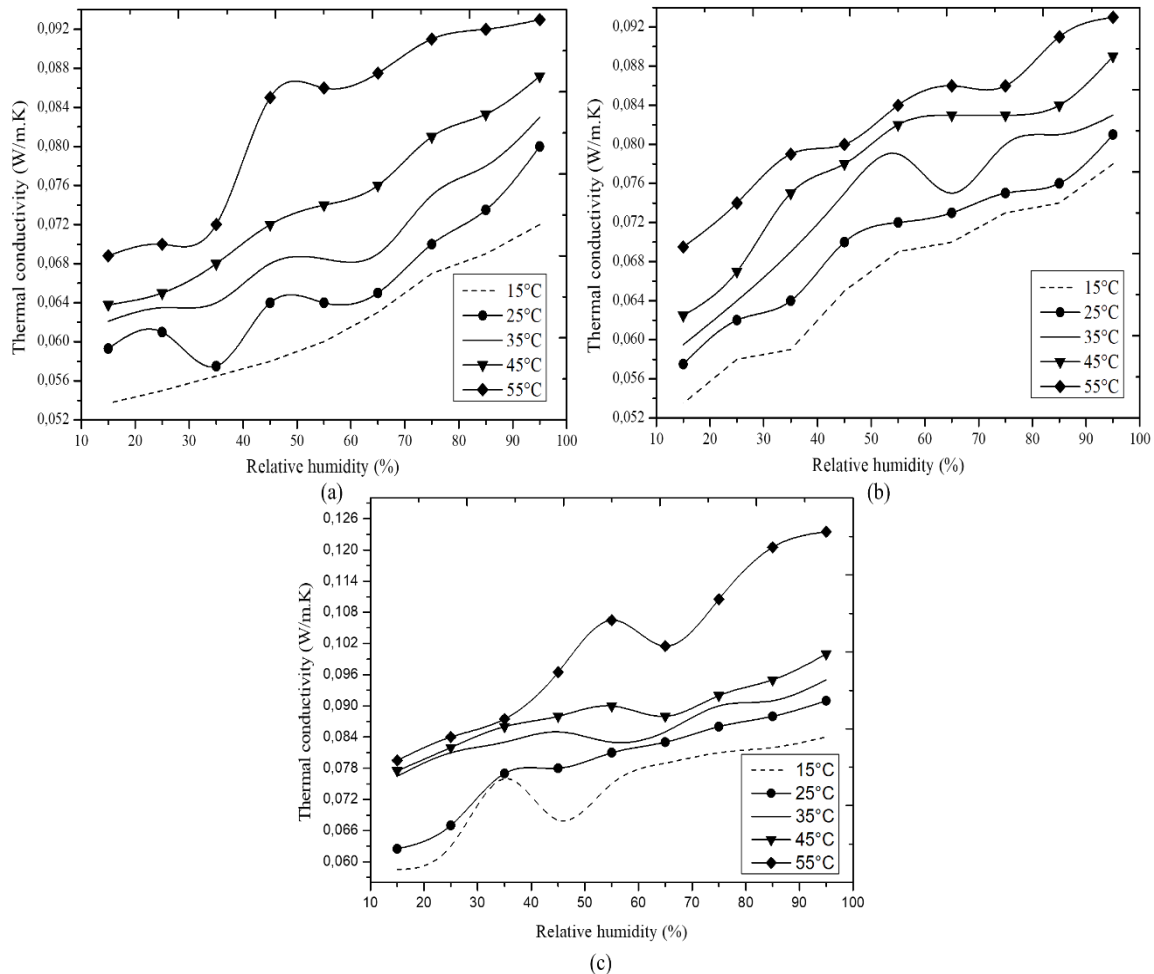 0,092
0,088
0,084
0,080
0,076
0,072
0,068
0,064
0,060
0,056
0,052
Thermal conductivity (W/m.K)
10 20 30 40 50 60 70 80 90 100
Relative humidity (%)
15°C
25°C
35°C
45°C
55°C
(a)
0,092
0,088
0,084
0,080
0,076
0,072
0,068
0,064
0,060
0,056
0,052
Thermal conductivity (W/m.K)
10 20 30 40 50 60 70 80 90 100
Relative humidity (%)
15°C
25°C
35°C
45°C
55°C
(b)
0,126
0,120
0,114
0,108
0,102
0,096
0,090
0,084
0,078
0,072
0,066
0,060
Thermal conductivity (W/m.K)
10 20 30 40 50 60 70 80 90 100
Relative humidity (%)
15°C
25°C
35°C
45°C
55°C
(c)